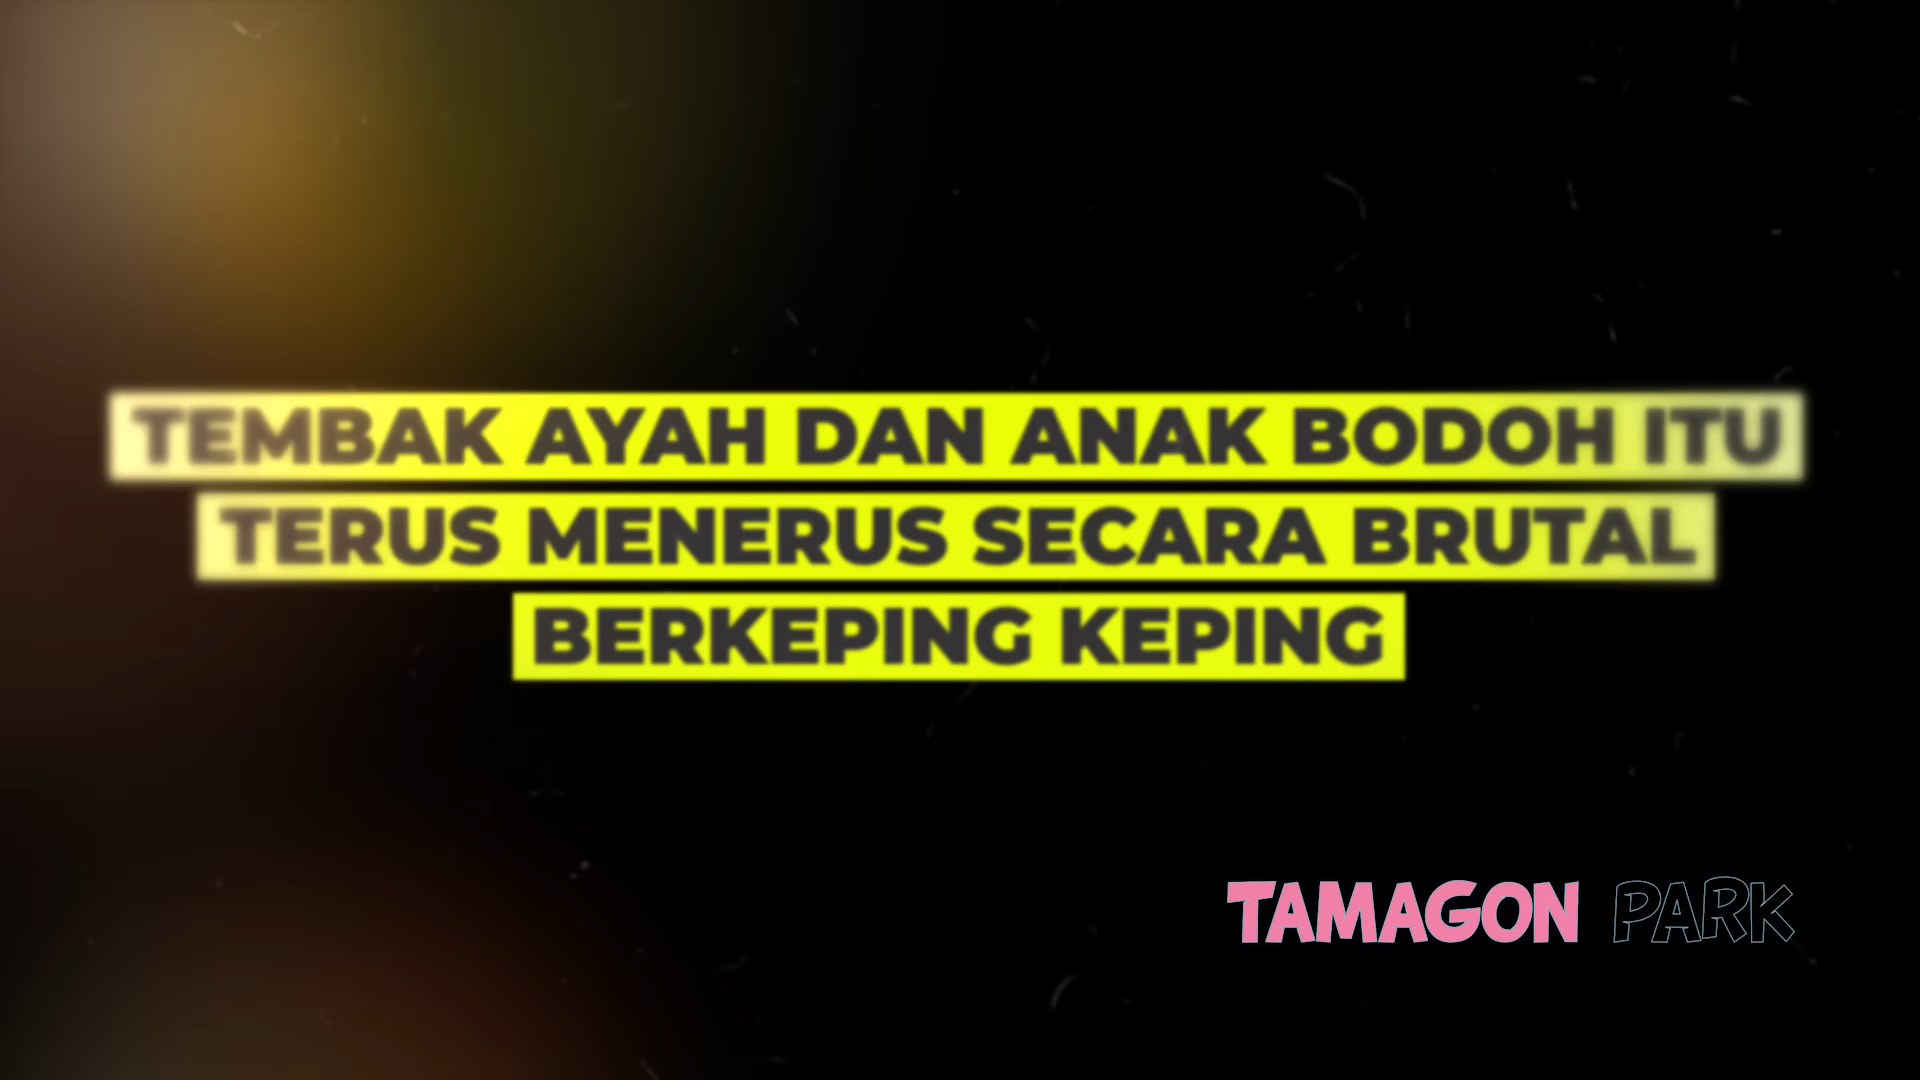 TEMBAK AYAH DAN ANAK BODOH ITU
TERUS MENERUS SECARA BRUTAL
BERKEPING KEPING
TAMAGON PARK